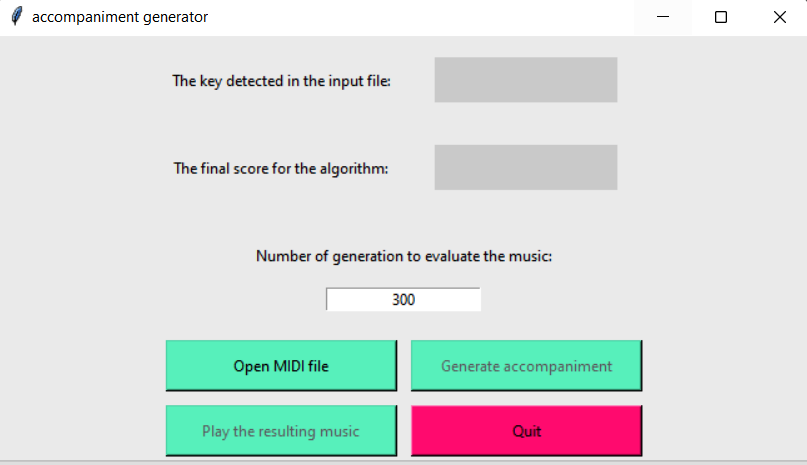 accompaniment generator
The key detected in the input file:
The final score for the algorithm:
Number of generation to evaluate the music:
300
Open MIDI file
Generate accompaniment
Play the resulting music
Quit